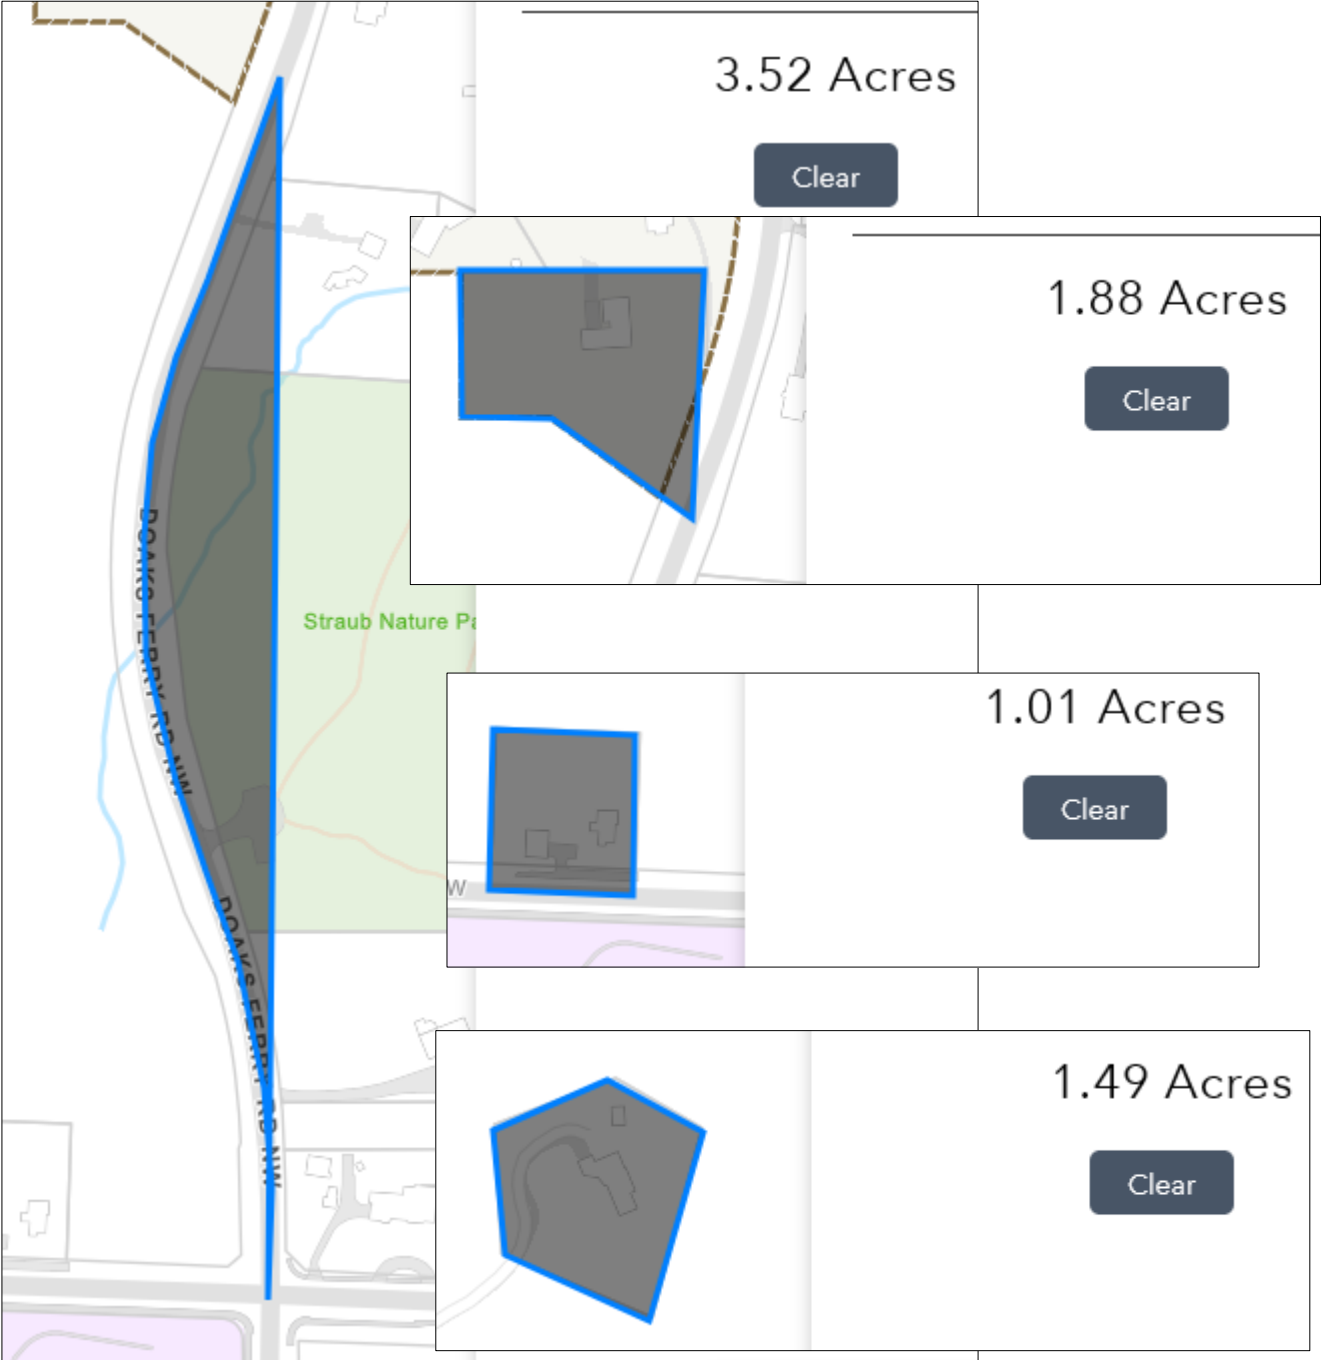 3.52 Acres
Clear
1.88 Acres
Clear
DOAKS FERRY RD NW
Straub Nature Pa
1.01 Acres
Clear
W
DOAKS FERRY RD NW
1.49 Acres
Clear